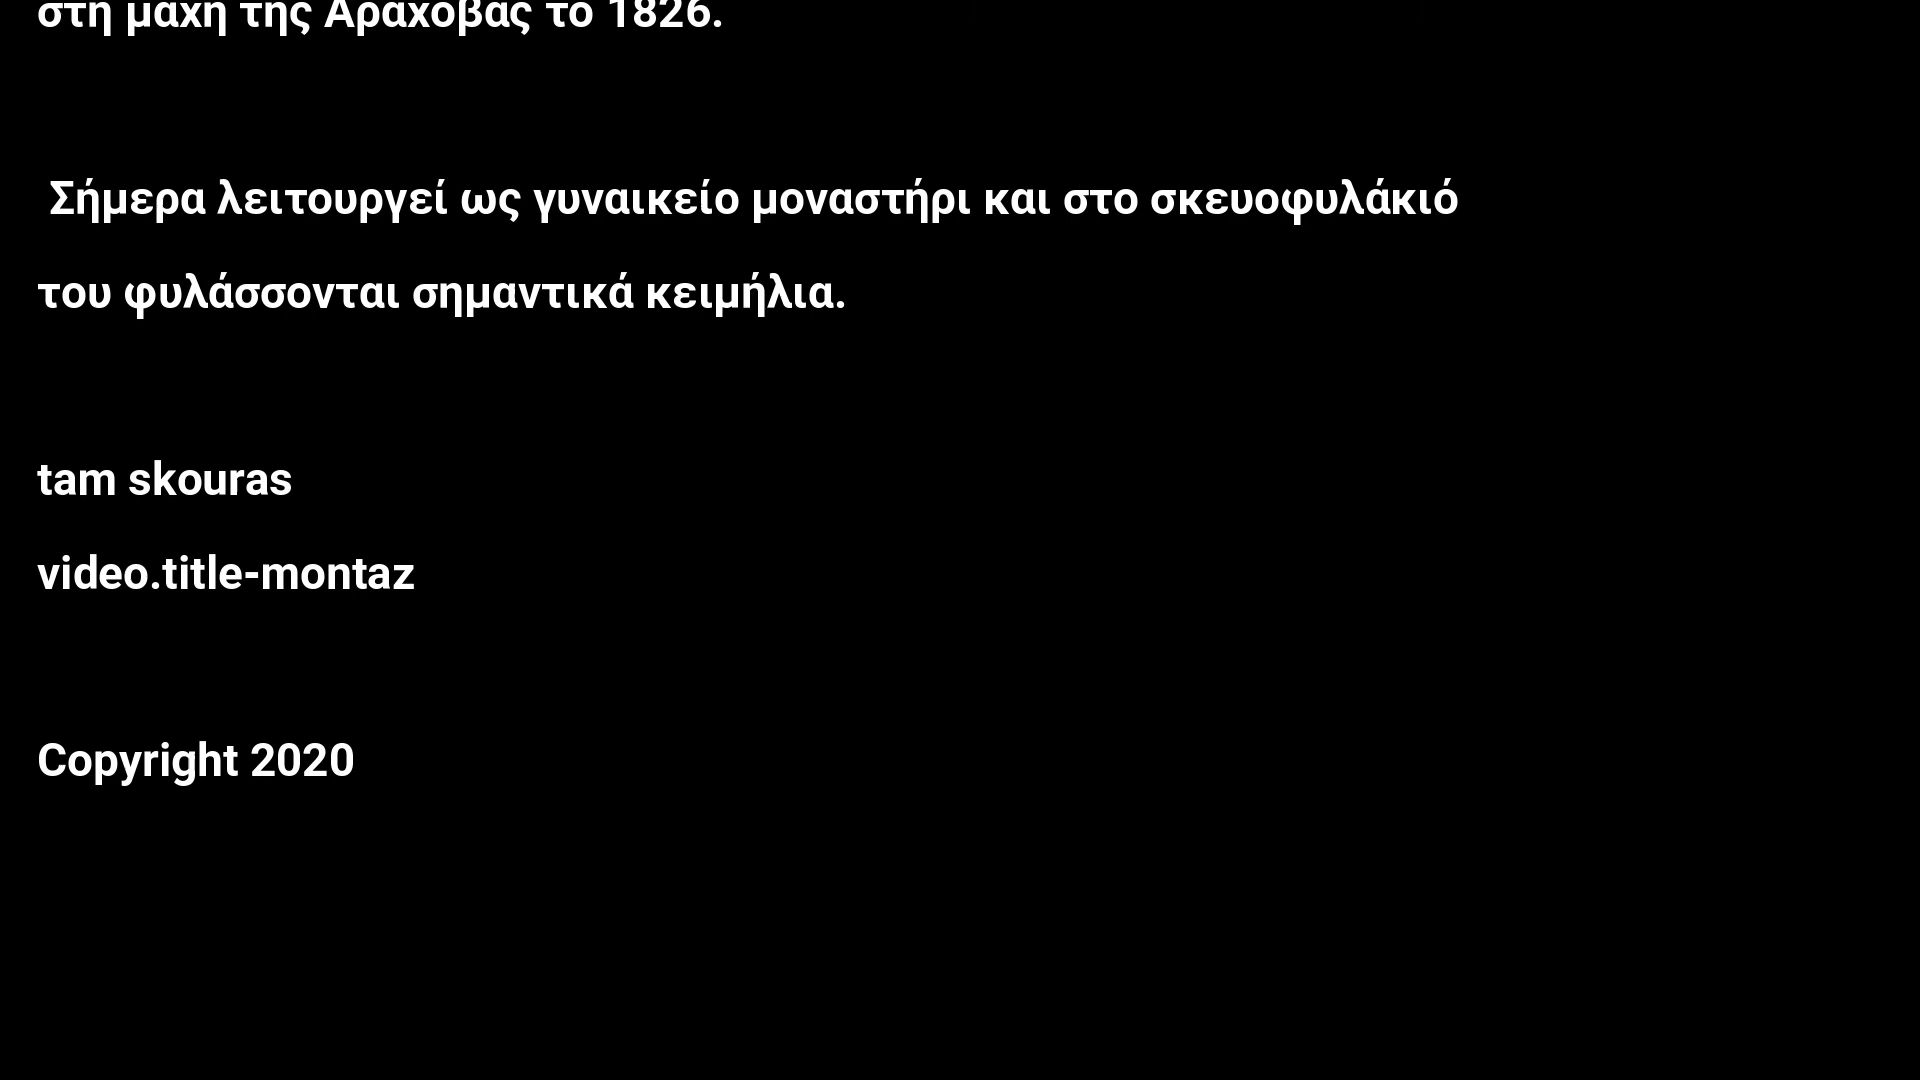 στη μάχη της Αράχοβας το 1826.
Σήμερα λειτουργεί ως γυναικείο μοναστήρι και στο σκευοφυλάκιό
του φυλάσσονται σημαντικά κειμήλια.
tam skouras
video.title-montaz
Copyright 2020